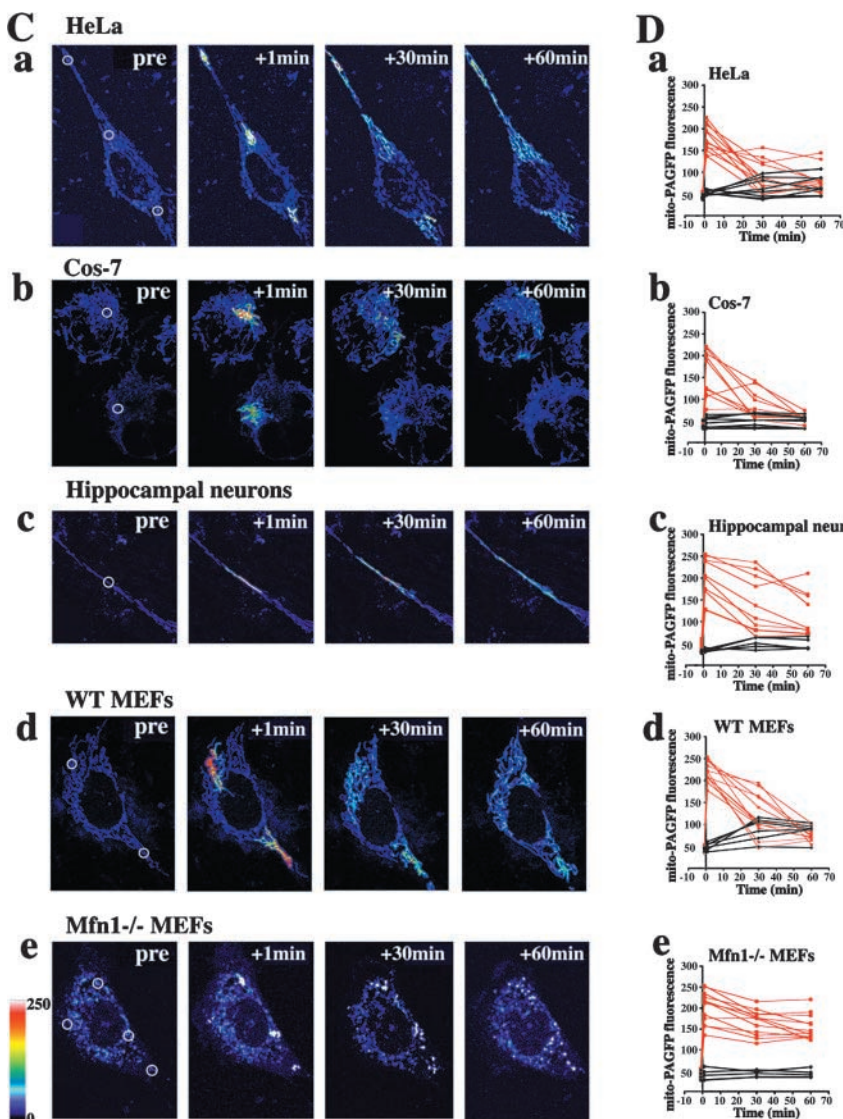 C HeLa
a pre +1min +30min +60min
Cos-7
b pre +1min +30min +60min
Hippocampal neurons
c pre +1min +30min +60min
WT MEFs
d pre +1min +30min +60min
Mfn1-/- MEFs
e pre +1min +30min +60min
250
0
D
a
HeLa
mito-PAGFP fluorescence
300
250
200
150
100
50
-10 0 10 20 30 40 50 60 70
Time (min)
b
Cos-7
mito-PAGFP fluorescence
300
250
200
150
100
50
-10 0 10 20 30 40 50 60 70
Time (min)
c
Hippocampal neur
mito-PAGFP fluorescence
300
250
200
150
100
50
-10 0 10 20 30 40 50 60 70
Time (min)
d
WT MEFs
mito-PAGFP fluorescence
300
250
200
150
100
50
-10 0 10 20 30 40 50 60 70
Time (min)
e
Mfn1-/- MEFs
mito-PAGFP fluorescence
300
250
200
150
100
50
-10 0 10 20 30 40 50 60 70
Time (min)